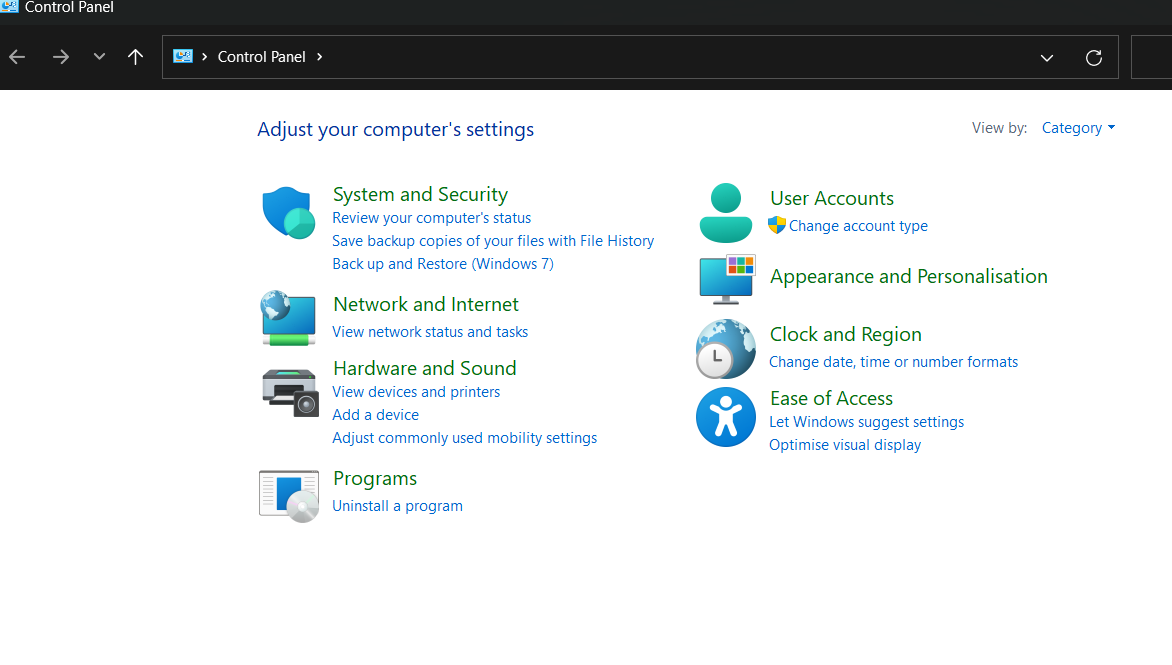 Control Panel
Control Panel
Adjust your computer's settings
View by: Category
System and Security
Review your computer's status
Save backup copies of your files with File History
Back up and Restore (Windows 7)
Network and Internet
View network status and tasks
Hardware and Sound
View devices and printers
Add a device
Adjust commonly used mobility settings
Programs
Uninstall a program
User Accounts
Change account type
Appearance and Personalisation
Clock and Region
Change date, time or number formats
Ease of Access
Let Windows suggest settings
Optimise visual display